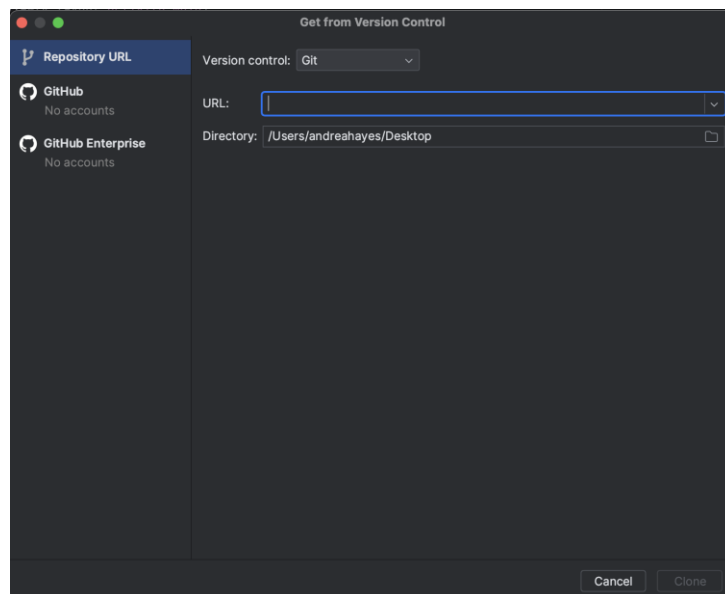 Get from Version Control
Repository URL
GitHub
No accounts
GitHub Enterprise
No accounts
Version control: Git
URL:
Directory: /Users/andreahayes/Desktop
Cancel Clone